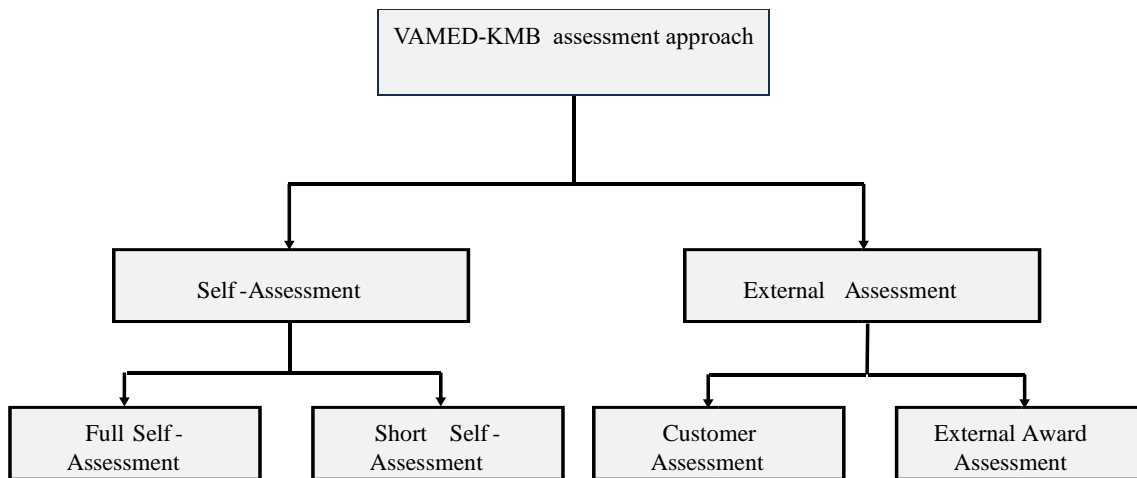 VAMED-KMB assessment approach
Self-Assessment
External Assessment
Full Self-
Assessment
Short Self-
Assessment
Customer
Assessment
External Award
Assessment